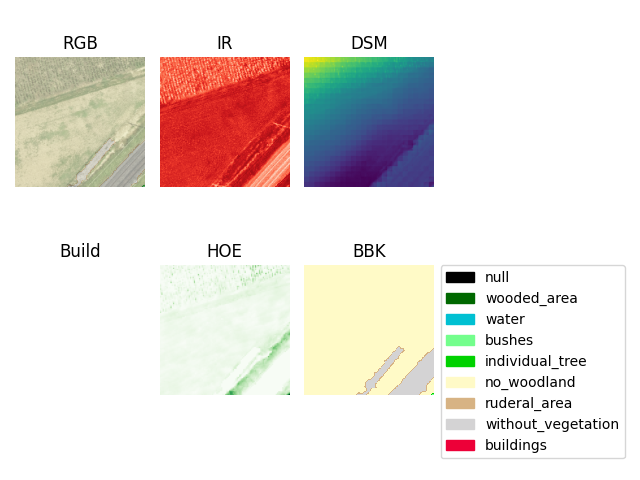 RGB
IR
DSM
Build
HOE
BBK
null
wooded_area
water
bushes
individual_tree
no_woodland
ruderal_area
without_vegetation
buildings